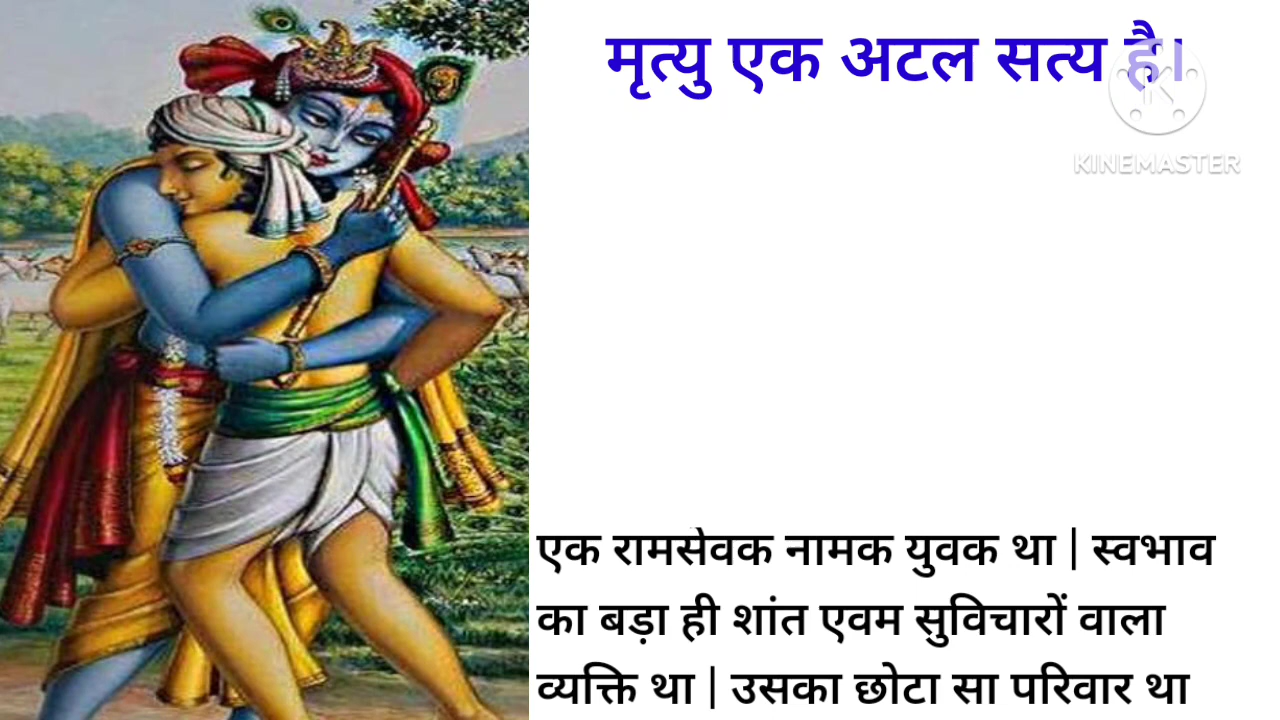 मृत्यु एक अटल सत्य है।
KINEMASTER
एक रामसेवक नामक युवक था | स्वभाव
का बड़ा ही शांत एवम सुविचारों वाला
व्यक्ति था | उसका छोटा सा परिवार था